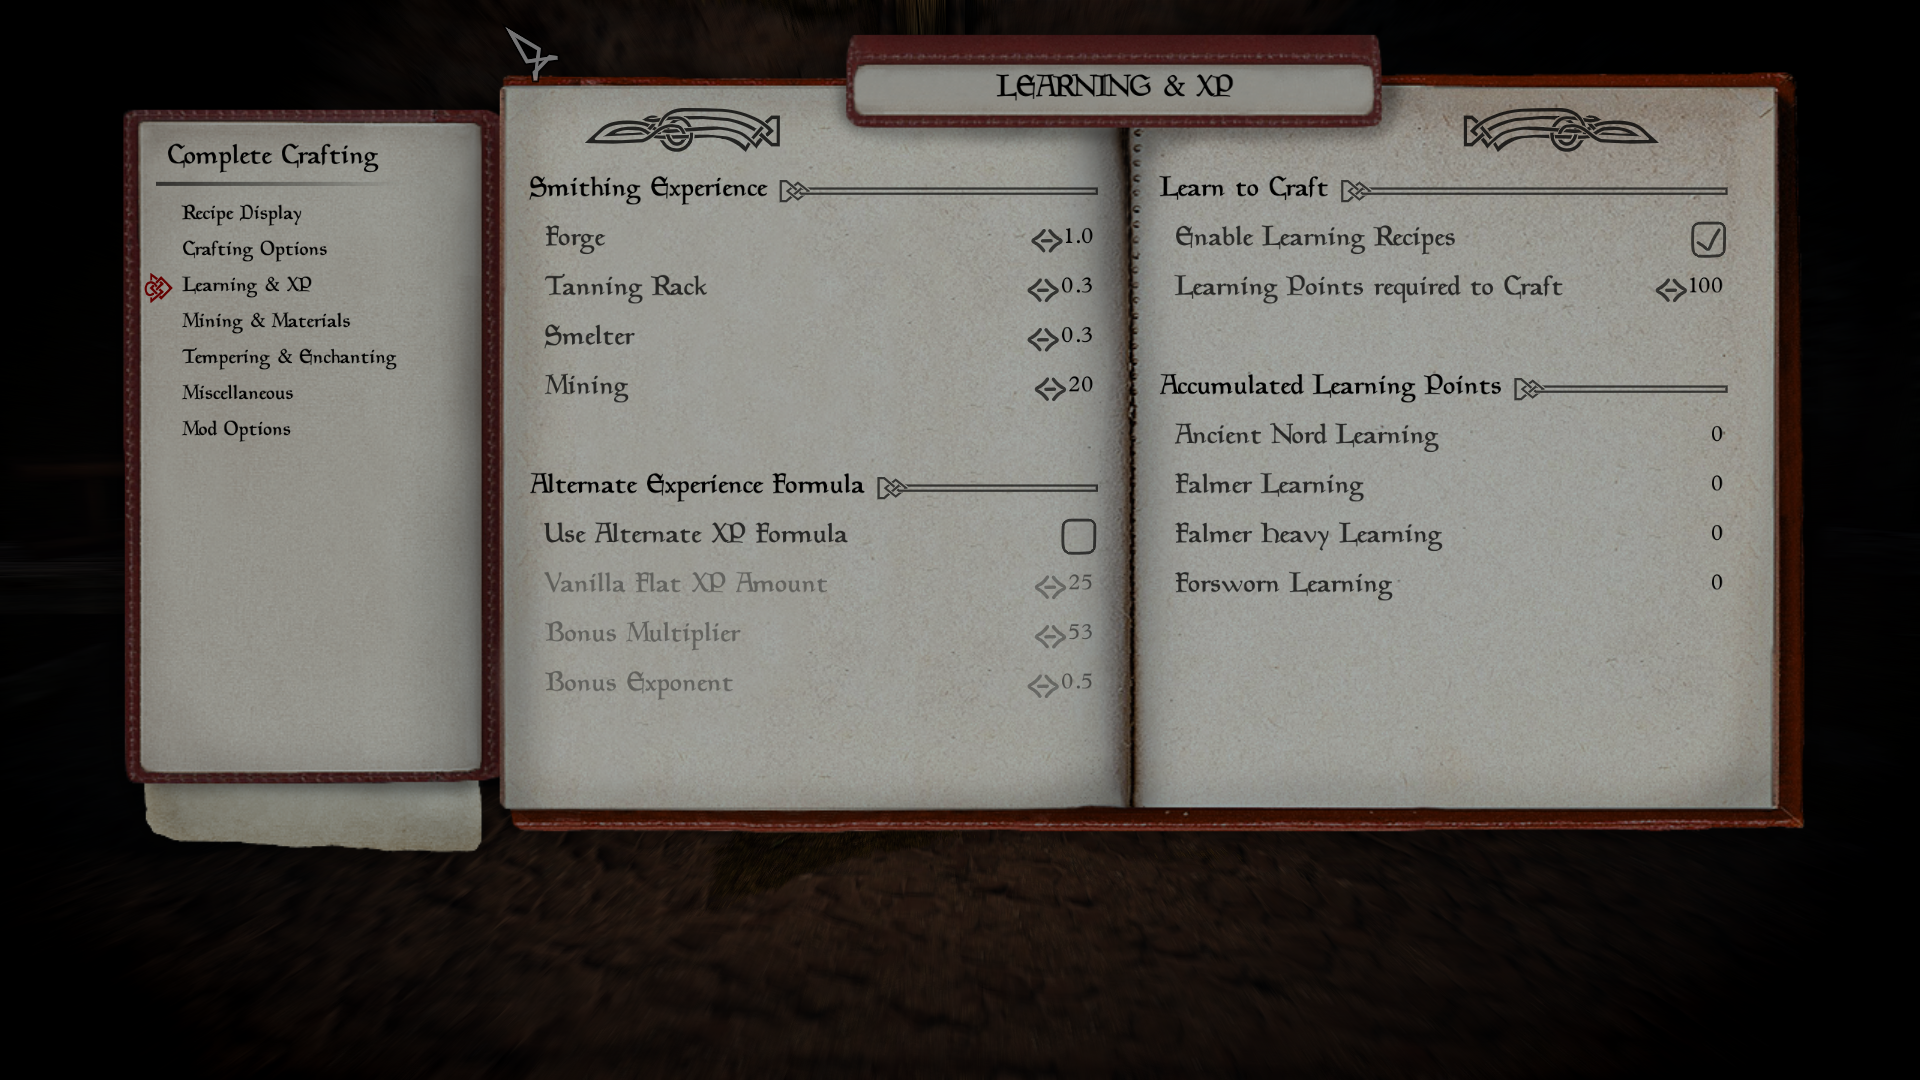 LEARNING & XP
Complete Crafting
Recipe Display
Crafting Options
Learning & XP
Mining & Materials
Tempering & Enchanting
Miscellaneous
Mod Options
Smithing Experience
Forge 1.0
Tanning Rack 0.3
Smelter 0.3
Mining 20
Alternate Experience Formula
Use Alternate XP Formula
Vanilla Flat XP Amount 25
Bonus Multiplier 53
Bonus Exponent 0.5
Learn to Craft
Enable Learning Recipes
Learning Points required to Craft 100
Accumulated Learning Points
Ancient Nord Learning 0
Falmer Learning 0
Falmer Heavy Learning 0
Forsworn Learning 0